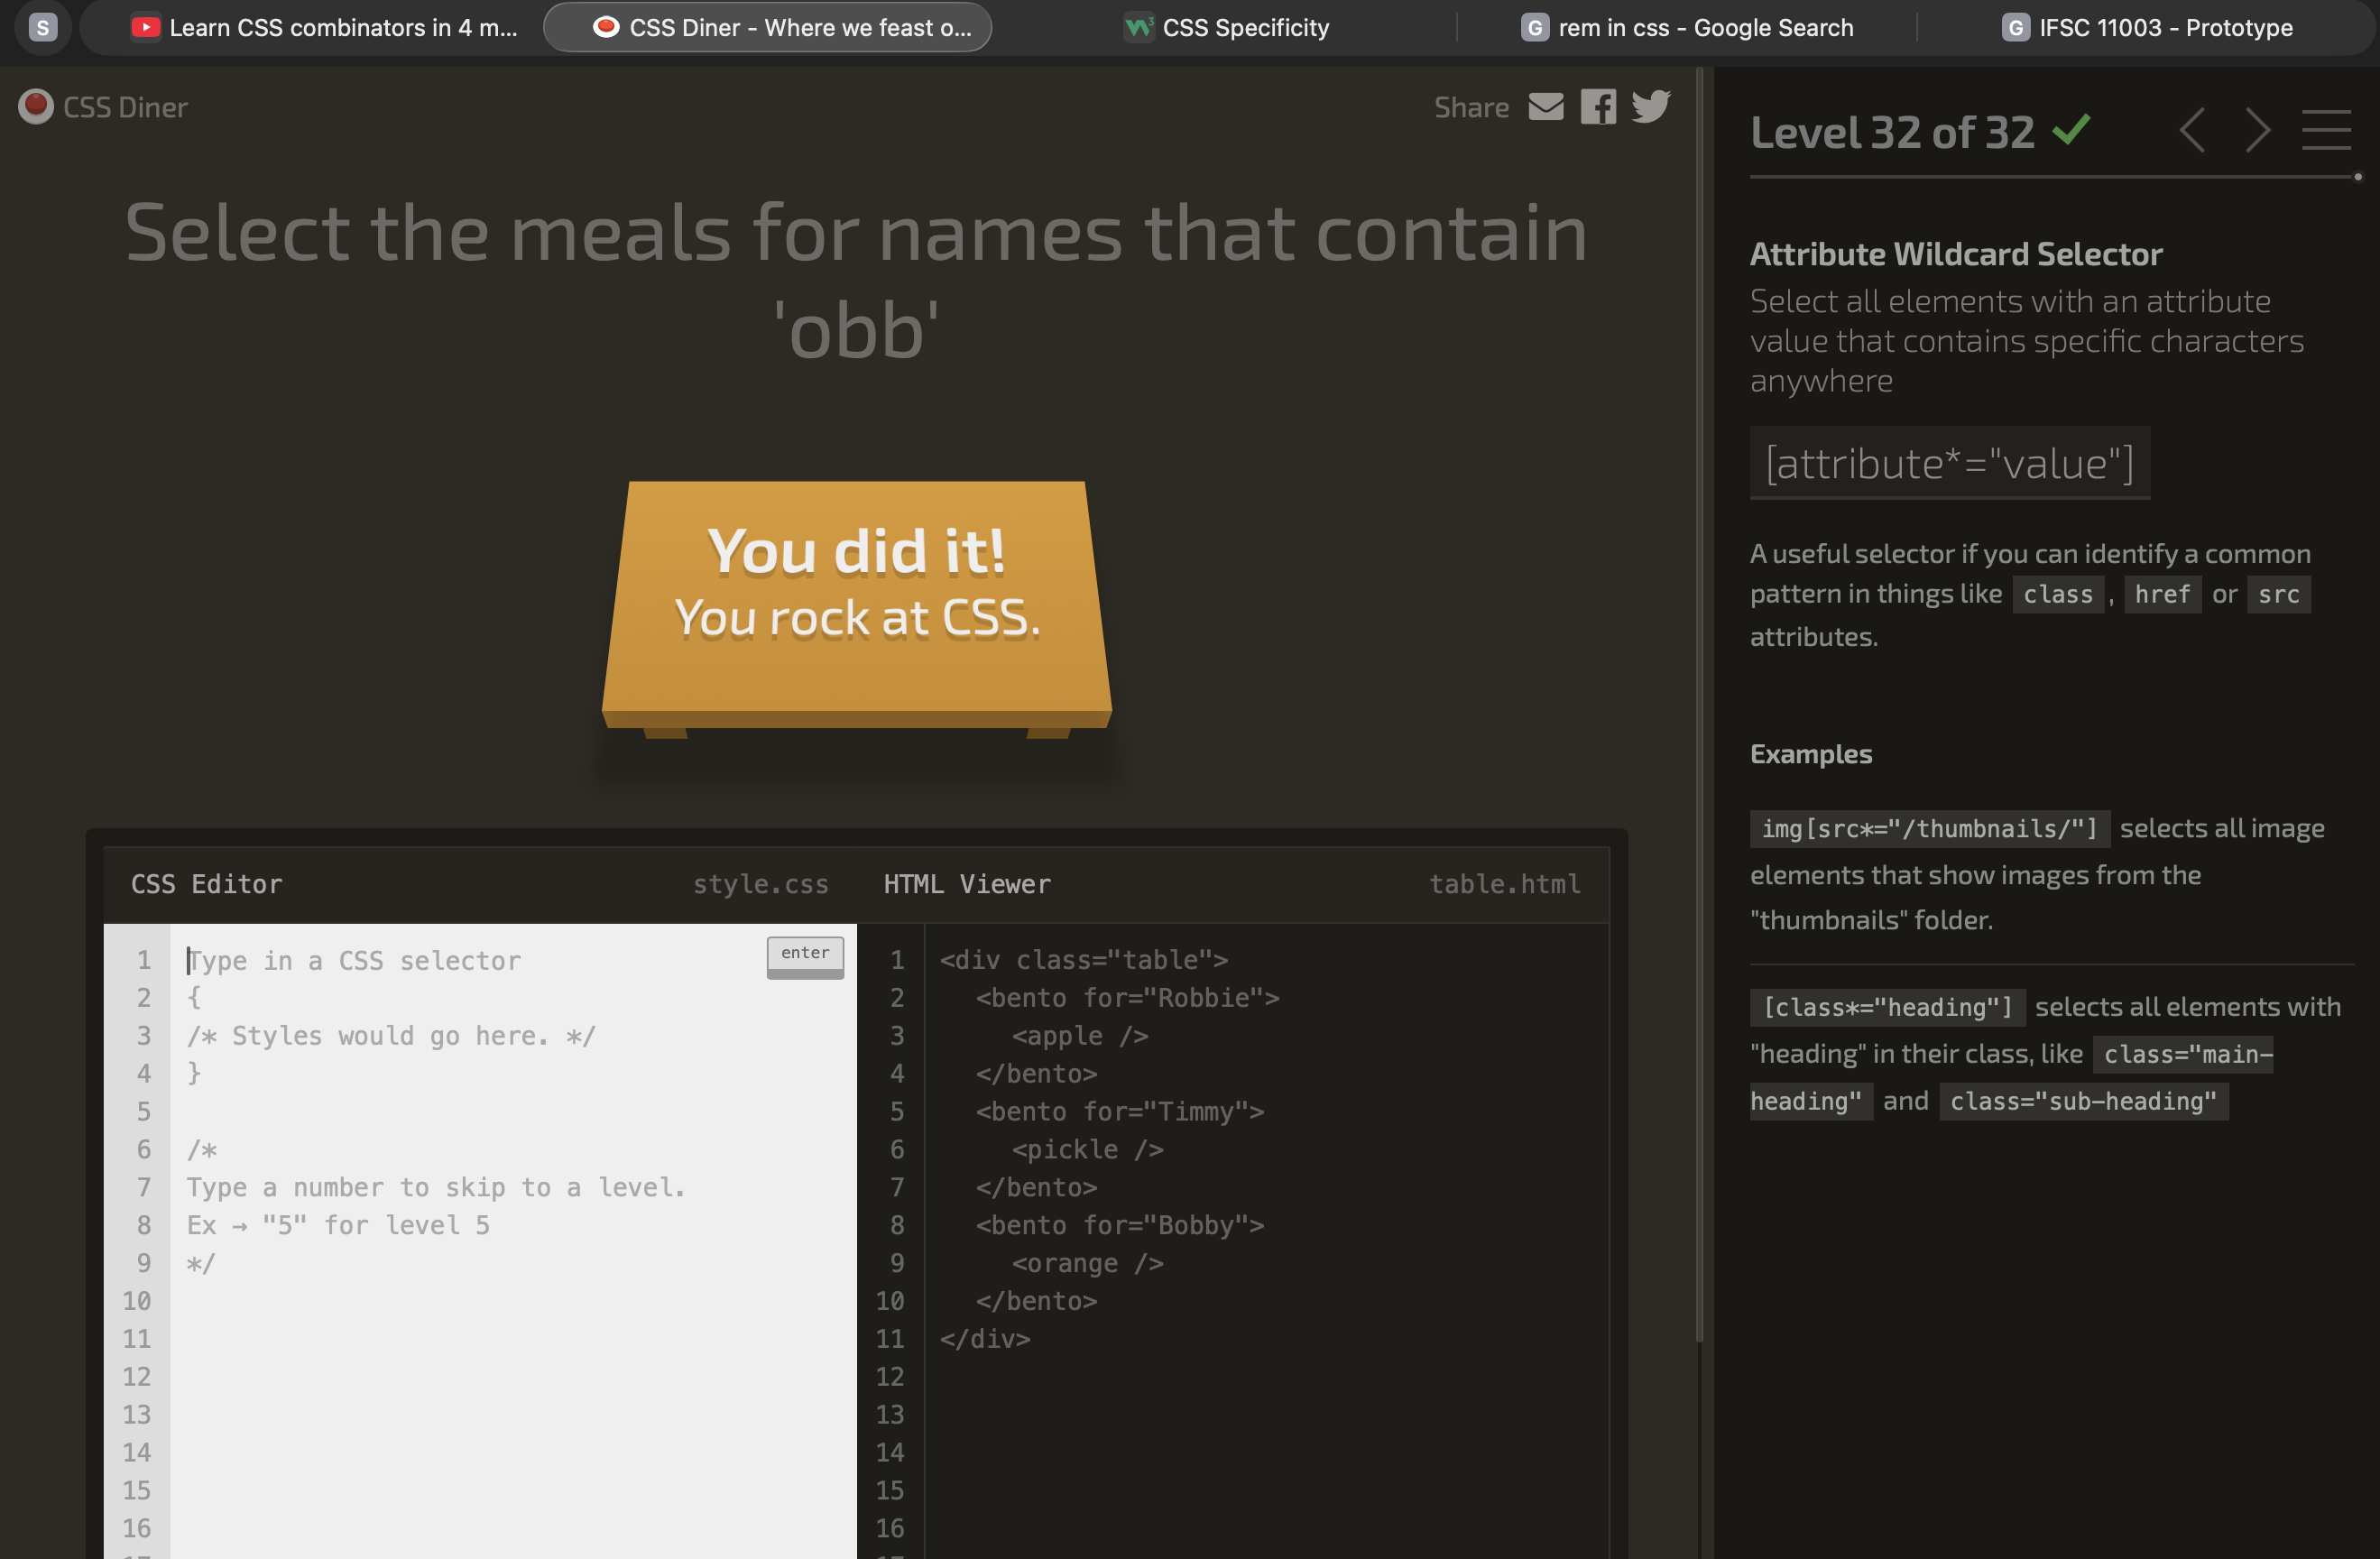 S
Learn CSS combinators in 4 m...
CSS Diner - Where we feast o...
CSS Specificity
G rem in css - Google Search
G IFSC 11003 - Prototype
CSS Diner
Share
Select the meals for names that contain
'obb'
You did it!
You rock at CSS.
CSS Editor
style.css
HTML Viewer
table.html
1 Type in a CSS selector
enter
2 {
3 /* Styles would go here. */
4 }
5
6 /*
7 Type a number to skip to a level.
8 Ex → "5" for level 5
9 */
10
11
12
13
14
15
16
1 <div class="table">
2 <bento for="Robbie">
3 <apple />
4 </bento>
5 <bento for="Timmy">
6 <pickle />
7 </bento>
8 <bento for="Bobby">
9 <orange />
10 </bento>
11 </div>
12
13
14
15
16
Level 32 of 32
Attribute Wildcard Selector
Select all elements with an attribute
value that contains specific characters
anywhere
[attribute*="value"]
A useful selector if you can identify a common
pattern in things like class , href or src
attributes.
Examples
img[src*="/thumbnails/"] selects all image
elements that show images from the
"thumbnails" folder.
[class*="heading"] selects all elements with
"heading" in their class, like class="main-
heading" and class="sub-heading"